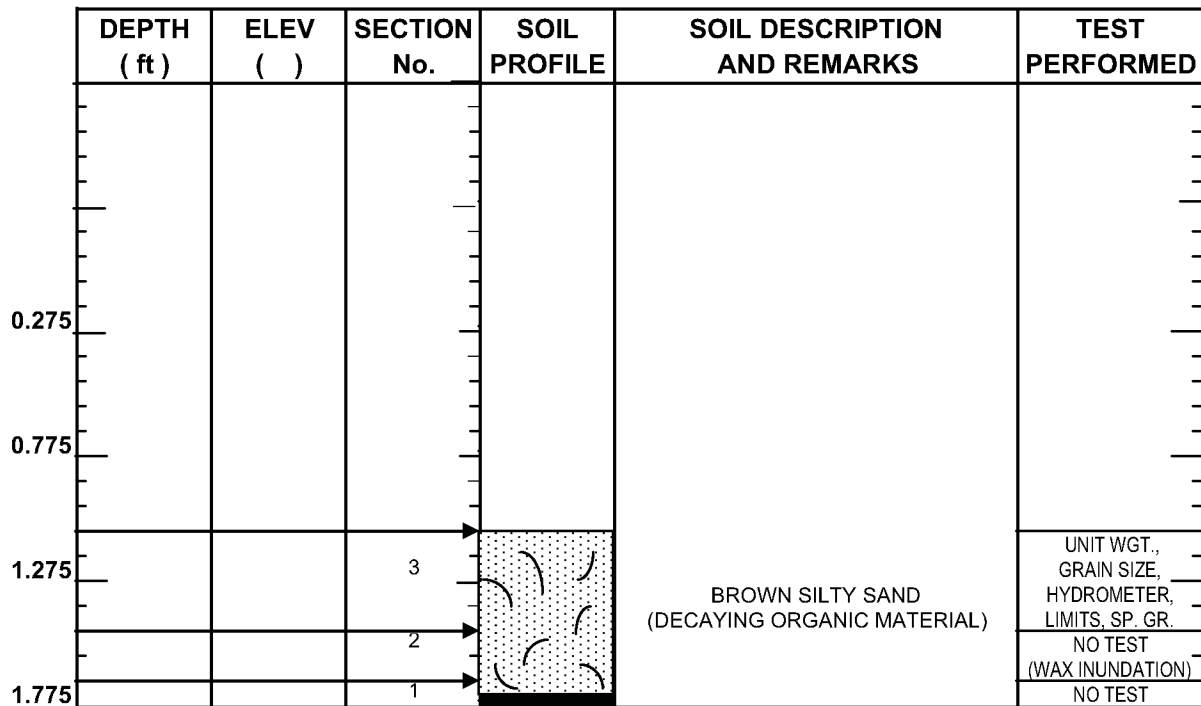 DEPTH
( ft )
ELEV
( )
SECTION
No.
SOIL
PROFILE
SOIL DESCRIPTION
AND REMARKS
TEST
PERFORMED
0.275
0.775
1.275
1.775
3
2
1
BROWN SILTY SAND
(DECAYING ORGANIC MATERIAL)
UNIT WGT.,
GRAIN SIZE,
HYDROMETER,
LIMITS, SP. GR.
NO TEST
(WAX INUNDATION)
NO TEST